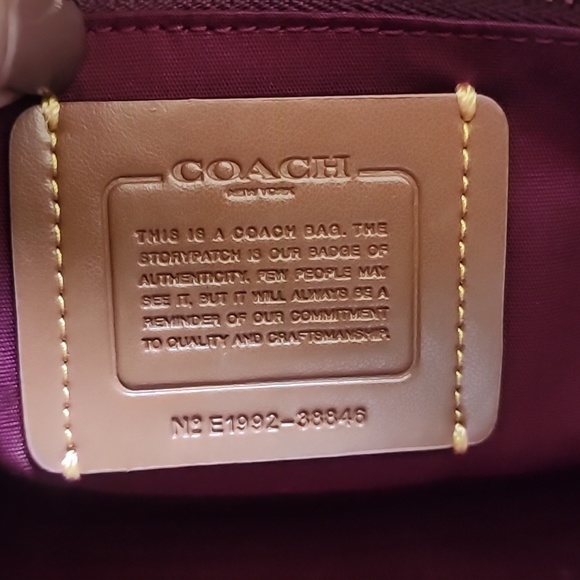 COACH
NEW YORK
THIS IS A COACH BAG. THE
STORYPATCH IS OUR BADGE OF
AUTHENTICITY. FEW PEOPLE MAY
SEE IT, BUT IT WILL ALWAYS BE A
REMINDER OF OUR COMMITMENT
TO QUALITY AND CRAFTSMANSHIP.
Nº E1992-38846